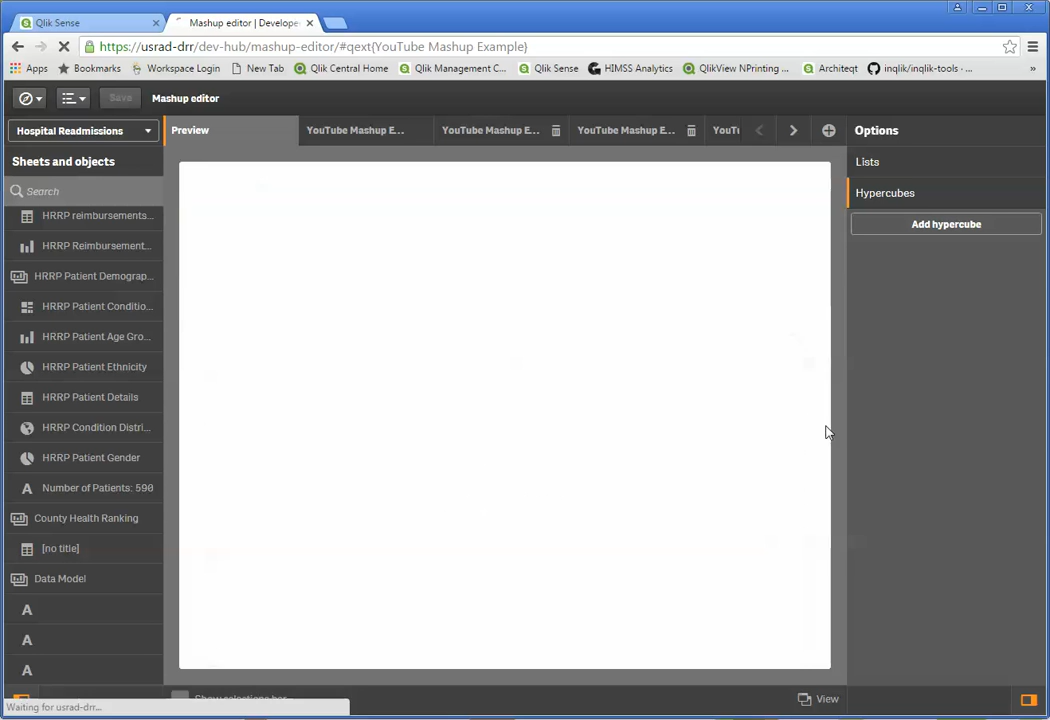 Qlik Sense
Mashup editor | Develope
https://usrad-drr/dev-hub/mashup-editor/#qext{YouTube Mashup Example}
Apps
Bookmarks
Workspace Login
New Tab
Qlik Central Home
Qlik Management C...
Qlik Sense
HIMSS Analytics
QlikView NPrinting ...
Architeqt
inqlik/inqlik-tools - ...
»
Save
Mashup editor
Hospital Readmissions
Preview
YouTube Mashup E...
YouTube Mashup E...
YouTube Mashup E...
YouTu
Options
Sheets and objects
Lists
Search
Hypercubes
HRRP reimbursements...
Add hypercube
HRRP Reimbursement...
HRRP Patient Demograp...
HRRP Patient Conditio...
HRRP Patient Age Gro...
HRRP Patient Ethnicity
HRRP Patient Details
HRRP Condition Distri...
HRRP Patient Gender
A Number of Patients: 590
County Health Ranking
[no title]
Data Model
A
A
A
Show selections bar
View
Waiting for usrad-drr...